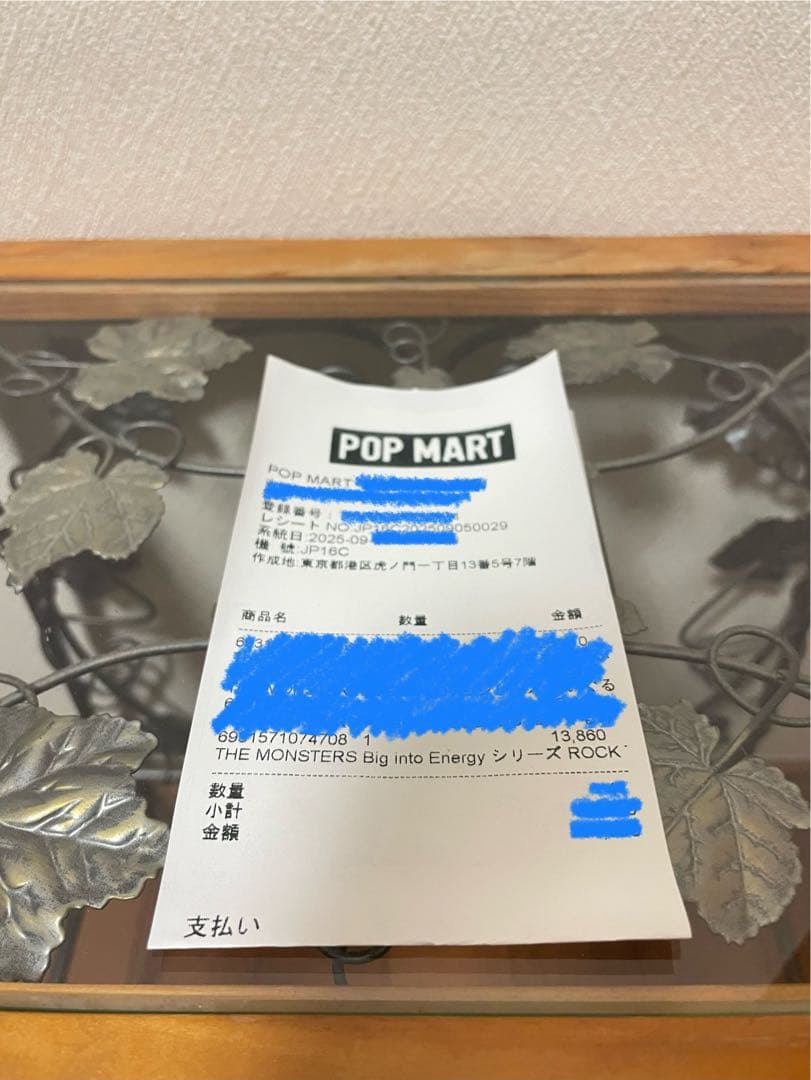 POP MART
POP MART
登録番号:
レシート NO:JP16C202509050029
系統日:2025-09-
機 號:JP16C
作成地:東京都港区虎ノ門一丁目13番5号7階
商品名 数量 金額
1 13,860
THE MONSTERS Big into Energy シリーズ ROCK
数量
小計
金額
支払い